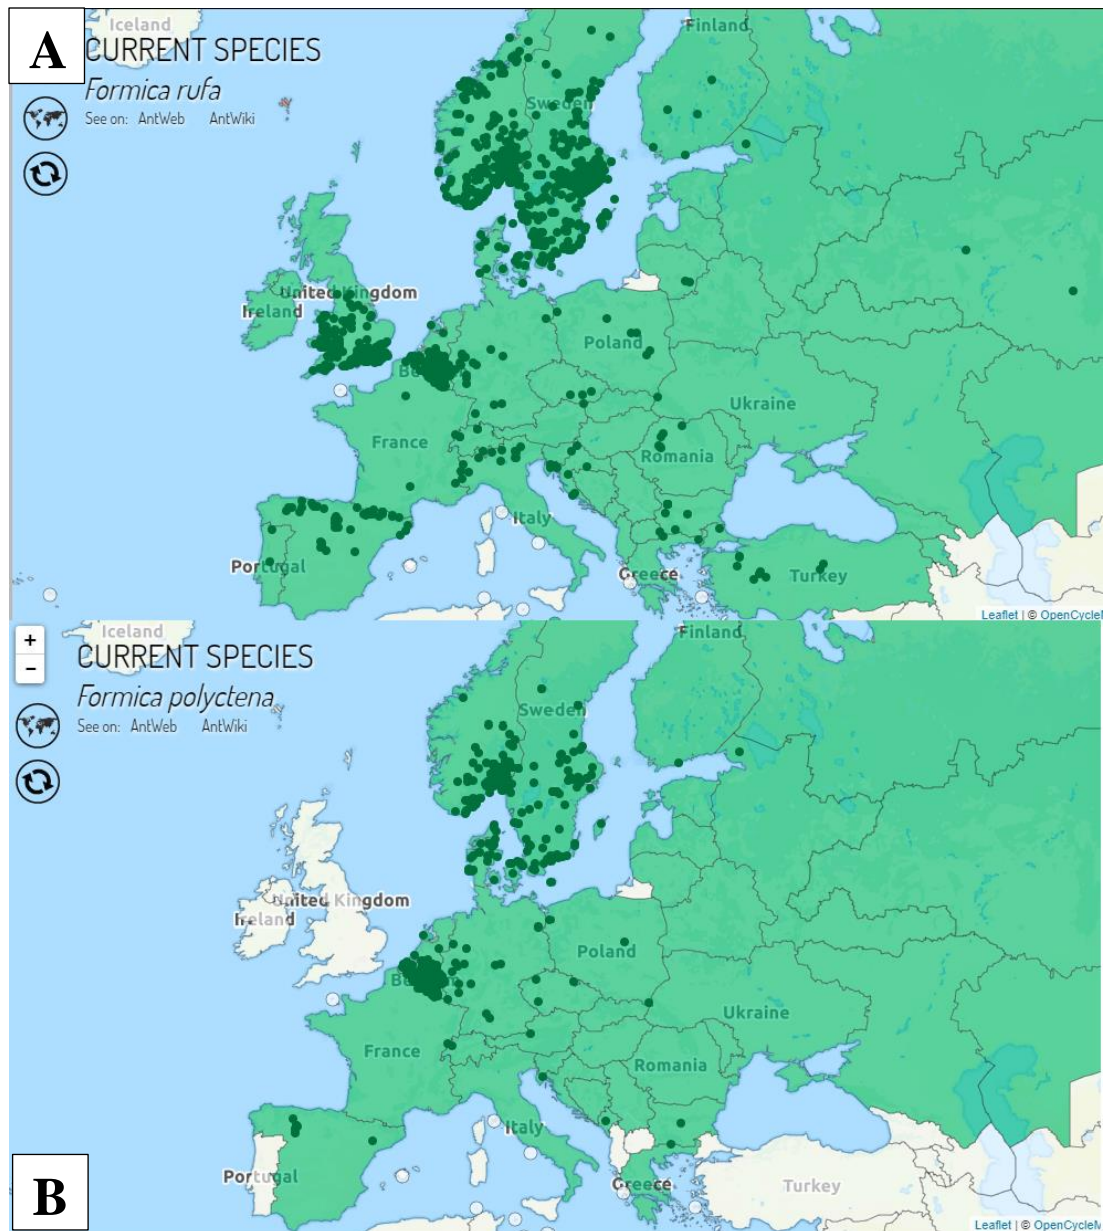 A
Iceland
Finland
CURRENT SPECIES
Formica rufa
See on: AntWeb AntWiki
Sweden
United Kingdom
Ireland
Poland
Ukraine
France
Romania
Italy
Portugal
Greece
Turkey
Leaflet | © OpenCycleM
+
−
Iceland
Finland
CURRENT SPECIES
Formica polyctena
See on: AntWeb AntWiki
Sweden
United Kingdom
Ireland
Poland
Ukraine
France
Romania
Italy
Portugal
Greece
Turkey
B
Leaflet | © OpenCycleM